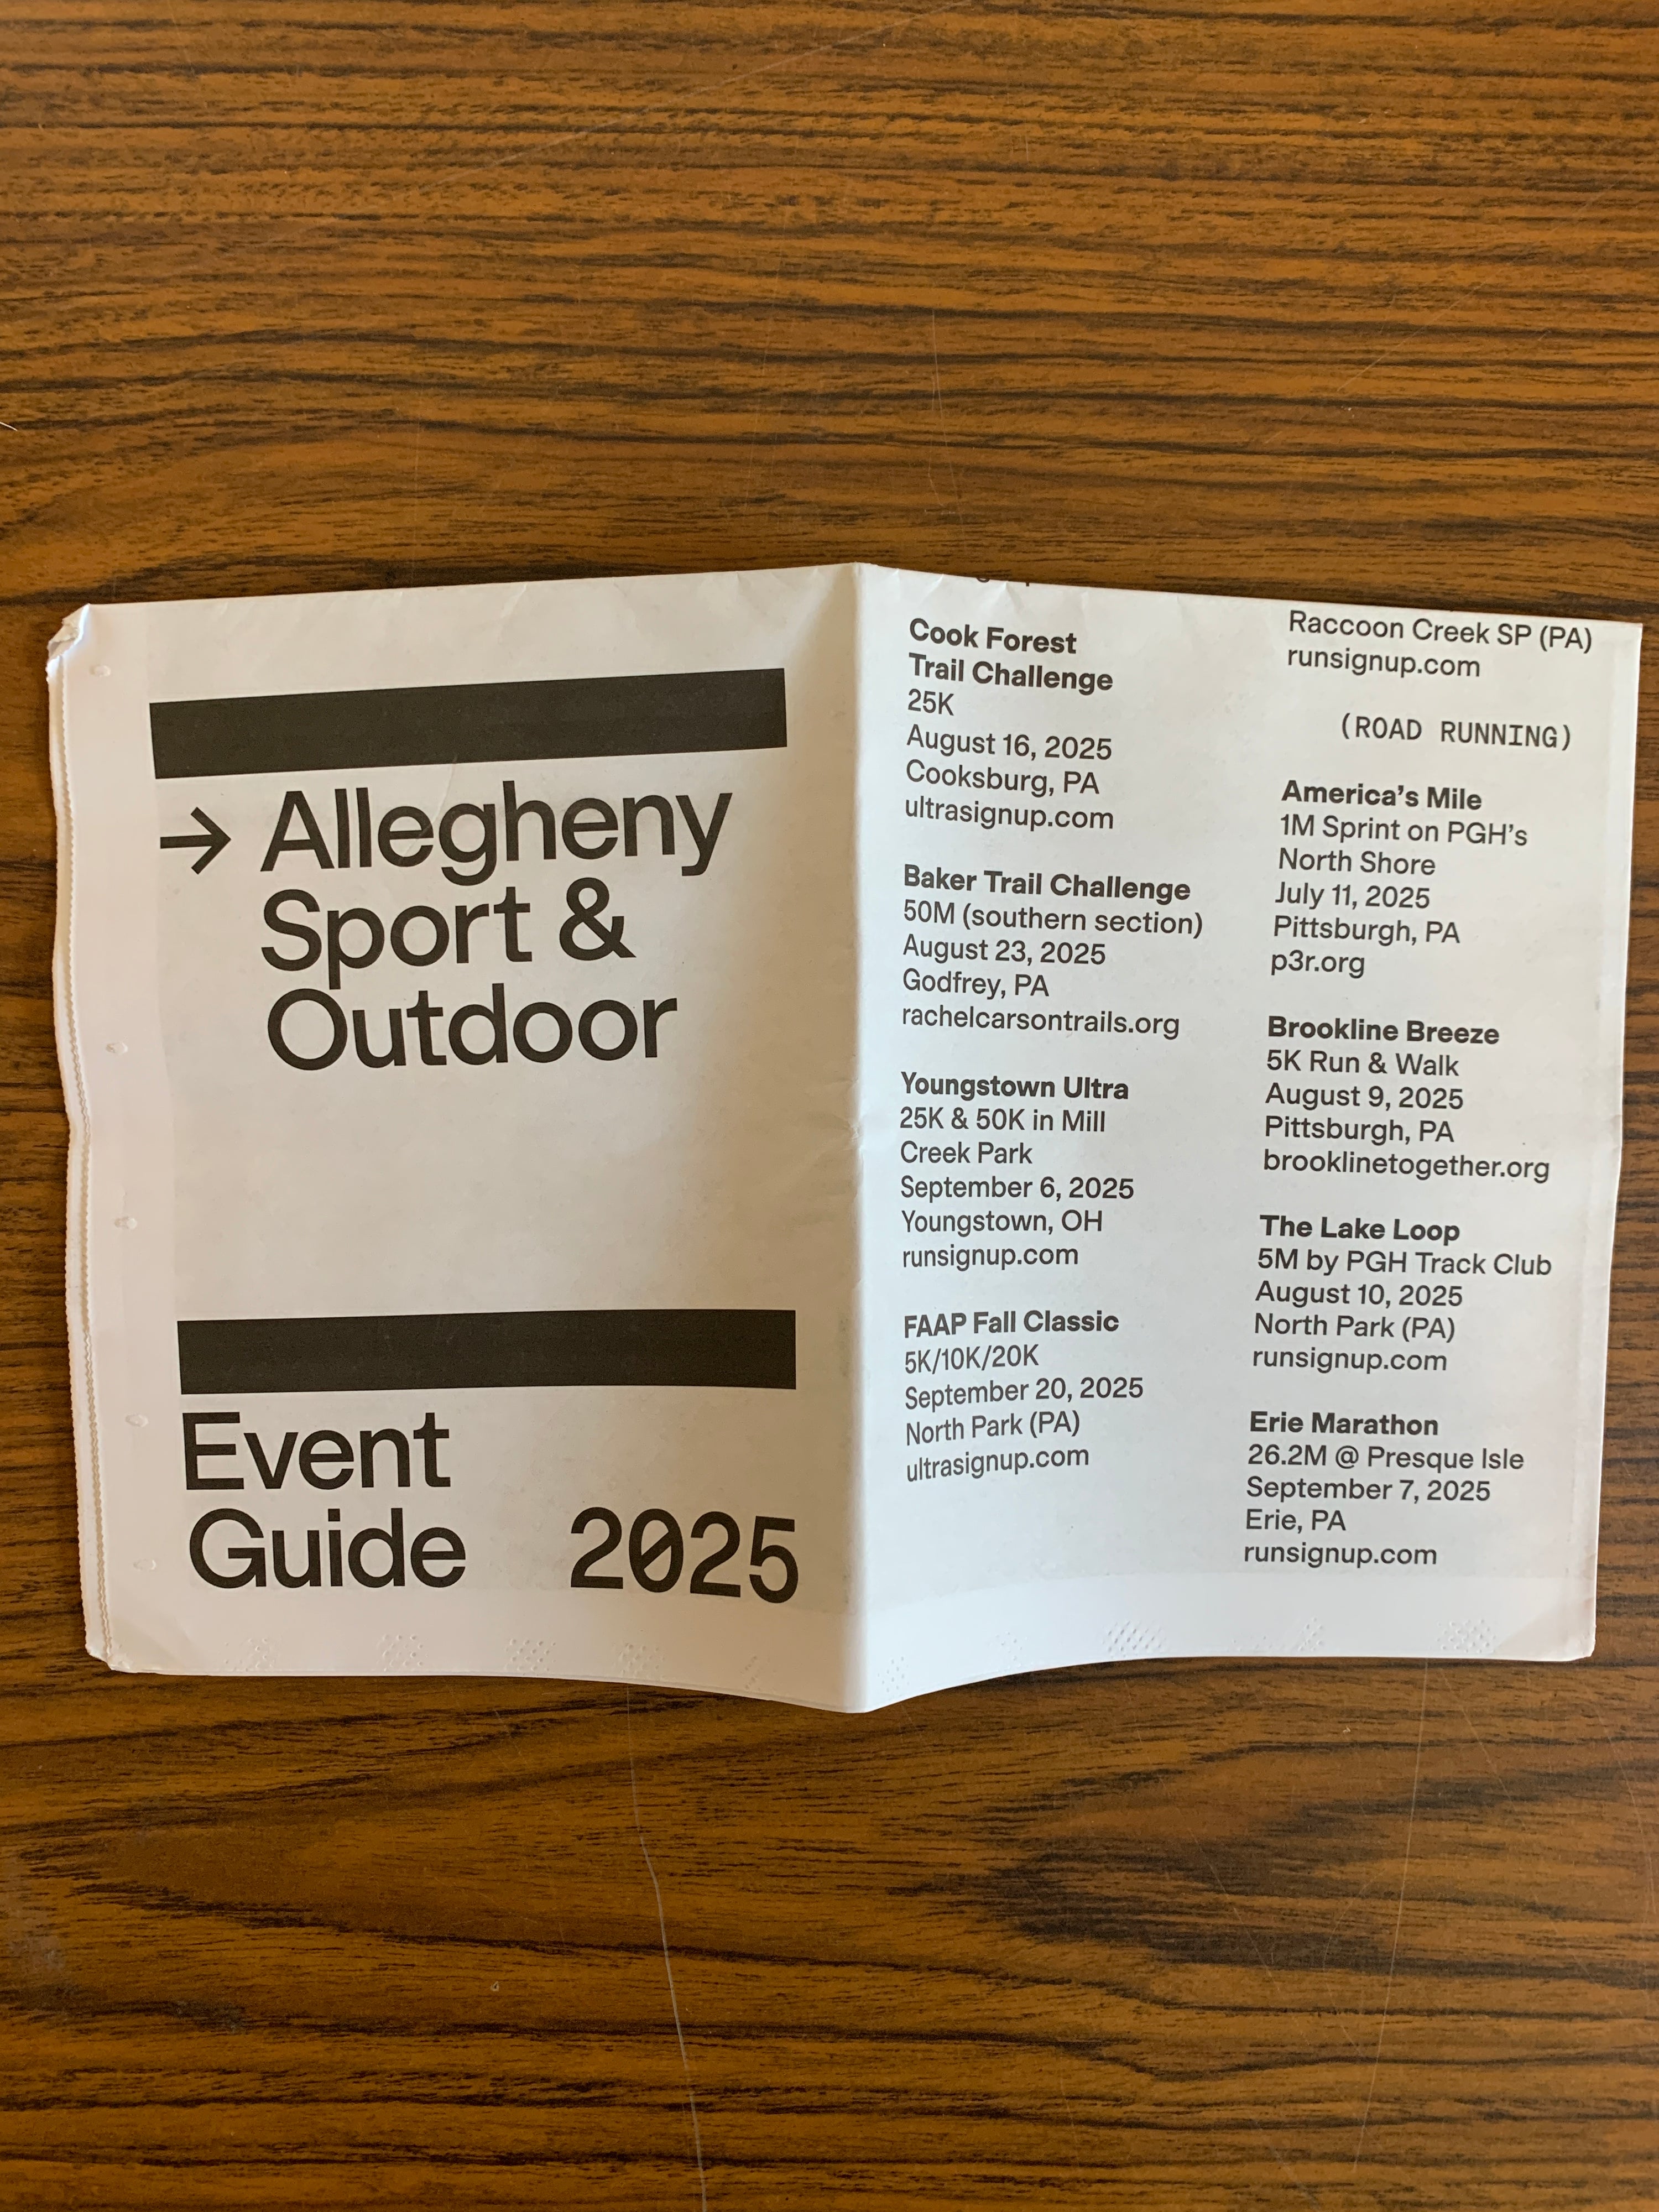 → Allegheny
Sport &
Outdoor
Event
Guide 2025
Cook Forest
Trail Challenge
25K
August 16, 2025
Cooksburg, PA
ultrasignup.com
Baker Trail Challenge
50M (southern section)
August 23, 2025
Godfrey, PA
rachelcarsontrails.org
Youngstown Ultra
25K & 50K in Mill
Creek Park
September 6, 2025
Youngstown, OH
runsignup.com
FAAP Fall Classic
5K/10K/20K
September 20, 2025
North Park (PA)
ultrasignup.com
Raccoon Creek SP (PA)
runsignup.com
(ROAD RUNNING)
America's Mile
1M Sprint on PGH's
North Shore
July 11, 2025
Pittsburgh, PA
p3r.org
Brookline Breeze
5K Run & Walk
August 9, 2025
Pittsburgh, PA
brooklinetogether.org
The Lake Loop
5M by PGH Track Club
August 10, 2025
North Park (PA)
runsignup.com
Erie Marathon
26.2M @ Presque Isle
September 7, 2025
Erie, PA
runsignup.com